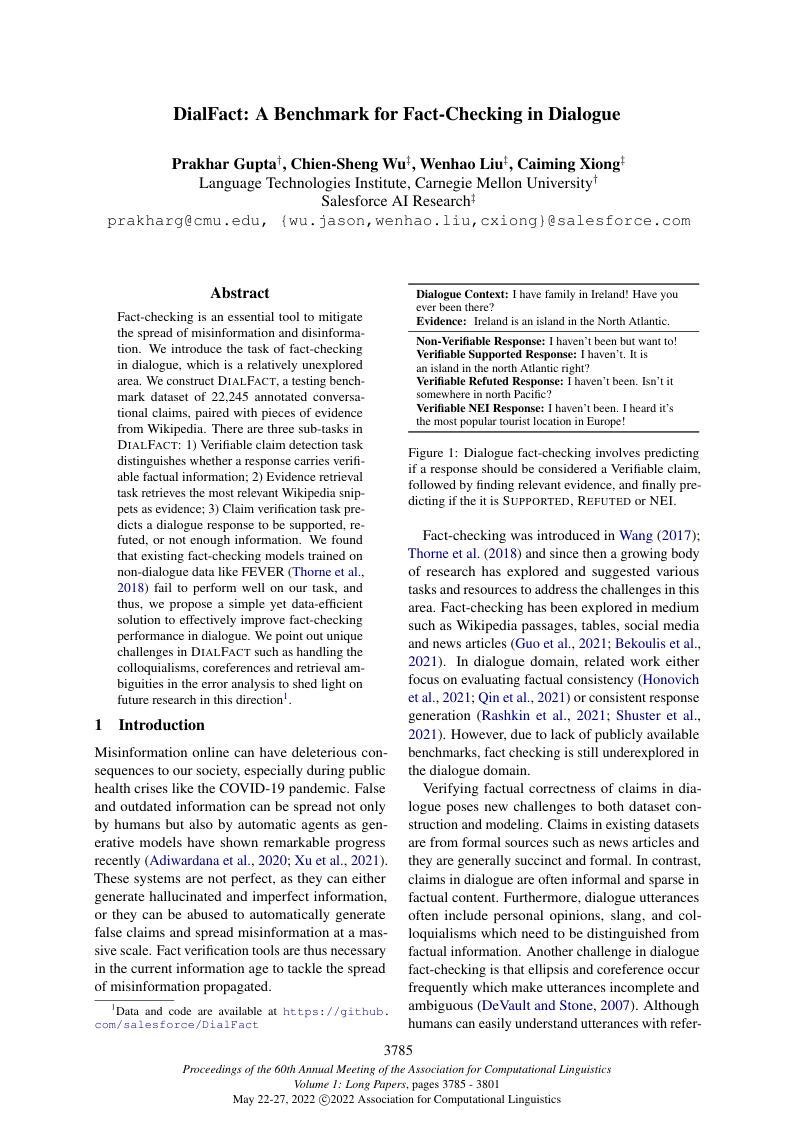 DialFact: A Benchmark for Fact-Checking in Dialogue
Prakhar Gupta†, Chien-Sheng Wu‡, Wenhao Liu‡, Caiming Xiong‡
Language Technologies Institute, Carnegie Mellon University†
Salesforce AI Research‡
prakharg@cmu.edu, {wu.jason,wenhao.liu,cxiong}@salesforce.com
Abstract
Fact-checking is an essential tool to mitigate
the spread of misinformation and disinforma-
tion. We introduce the task of fact-checking
in dialogue, which is a relatively unexplored
area. We construct DIALFACT, a testing bench-
mark dataset of 22,245 annotated conversa-
tional claims, paired with pieces of evidence
from Wikipedia. There are three sub-tasks in
DIALFACT: 1) Verifiable claim detection task
distinguishes whether a response carries verifi-
able factual information; 2) Evidence retrieval
task retrieves the most relevant Wikipedia snip-
pets as evidence; 3) Claim verification task pre-
dicts a dialogue response to be supported, re-
futed, or not enough information. We found
that existing fact-checking models trained on
non-dialogue data like FEVER (Thorne et al.,
2018) fail to perform well on our task, and
thus, we propose a simple yet data-efficient
solution to effectively improve fact-checking
performance in dialogue. We point out unique
challenges in DIALFACT such as handling the
colloquialisms, coreferences and retrieval am-
biguities in the error analysis to shed light on
future research in this direction1.
1 Introduction
Misinformation online can have deleterious con-
sequences to our society, especially during public
health crises like the COVID-19 pandemic. False
and outdated information can be spread not only
by humans but also by automatic agents as gen-
erative models have shown remarkable progress
recently (Adiwardana et al., 2020; Xu et al., 2021).
These systems are not perfect, as they can either
generate hallucinated and imperfect information,
or they can be abused to automatically generate
false claims and spread misinformation at a mas-
sive scale. Fact verification tools are thus necessary
in the current information age to tackle the spread
of misinformation propagated.
1Data and code are available at https://github.
com/salesforce/DialFact
Dialogue Context: I have family in Ireland! Have you
ever been there?
Evidence: Ireland is an island in the North Atlantic.
Non-Verifiable Response: I haven't been but want to!
Verifiable Supported Response: I haven't. It is
an island in the north Atlantic right?
Verifiable Refuted Response: I haven't been. Isn't it
somewhere in north Pacific?
Verifiable NEI Response: I haven't been. I heard it's
the most popular tourist location in Europe!
Figure 1: Dialogue fact-checking involves predicting
if a response should be considered a Verifiable claim,
followed by finding relevant evidence, and finally pre-
dicting if the it is SUPPORTED, REFUTED or NEI.
Fact-checking was introduced in Wang (2017);
Thorne et al. (2018) and since then a growing body
of research has explored and suggested various
tasks and resources to address the challenges in this
area. Fact-checking has been explored in medium
such as Wikipedia passages, tables, social media
and news articles (Guo et al., 2021; Bekoulis et al.,
2021). In dialogue domain, related work either
focus on evaluating factual consistency (Honovich
et al., 2021; Qin et al., 2021) or consistent response
generation (Rashkin et al., 2021; Shuster et al.,
2021). However, due to lack of publicly available
benchmarks, fact checking is still underexplored in
the dialogue domain.
Verifying factual correctness of claims in dia-
logue poses new challenges to both dataset con-
struction and modeling. Claims in existing datasets
are from formal sources such as news articles and
they are generally succinct and formal. In contrast,
claims in dialogue are often informal and sparse in
factual content. Furthermore, dialogue utterances
often include personal opinions, slang, and col-
loquialisms which need to be distinguished from
factual information. Another challenge in dialogue
fact-checking is that ellipsis and coreference occur
frequently which make utterances incomplete and
ambiguous (DeVault and Stone, 2007). Although
humans can easily understand utterances with refer-
3785
Proceedings of the 60th Annual Meeting of the Association for Computational Linguistics
Volume 1: Long Papers, pages 3785 - 3801
May 22-27, 2022 ©2022 Association for Computational Linguistics